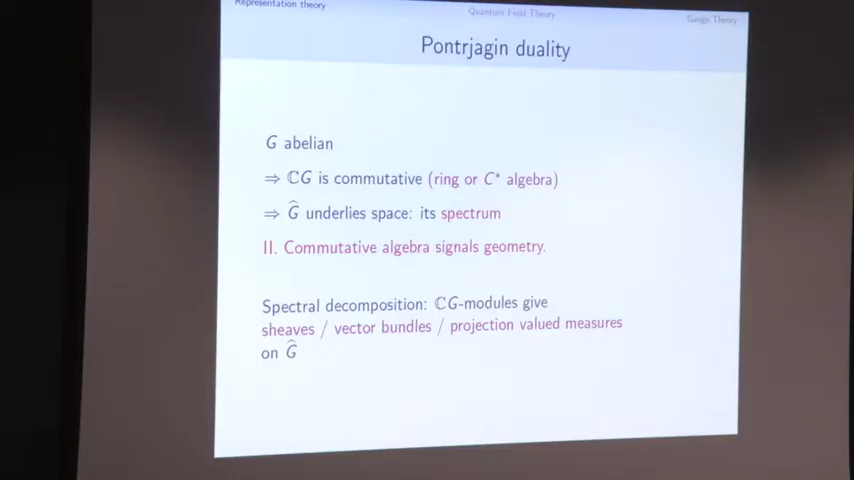 Representation theory
Quantum Field Theory
Gauge Theory
Pontrjagin duality
G abelian
⇒ ℂG is commutative (ring or C* algebra)
⇒ Ĝ underlies space: its spectrum
II. Commutative algebra signals geometry.
Spectral decomposition: ℂG-modules give
sheaves / vector bundles / projection valued measures
on Ĝ